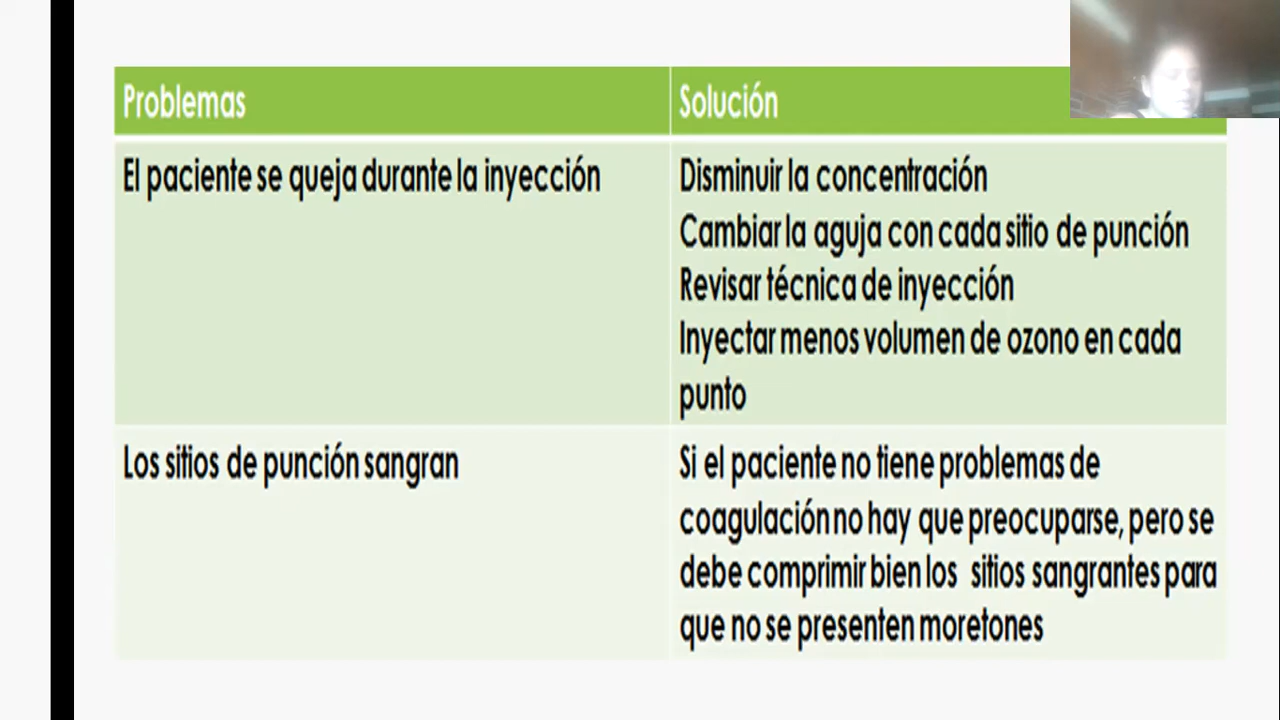 Problemas
Solución
El paciente se queja durante la inyección
Disminuir la concentración
Cambiar la aguja con cada sitio de punción
Revisar técnica de inyección
Inyectar menos volumen de ozono en cada
punto
Los sitios de punción sangran
Si el paciente no tiene problemas de
coagulación no hay que preocuparse, pero se
debe comprimir bien los sitios sangrantes para
que no se presenten moretones